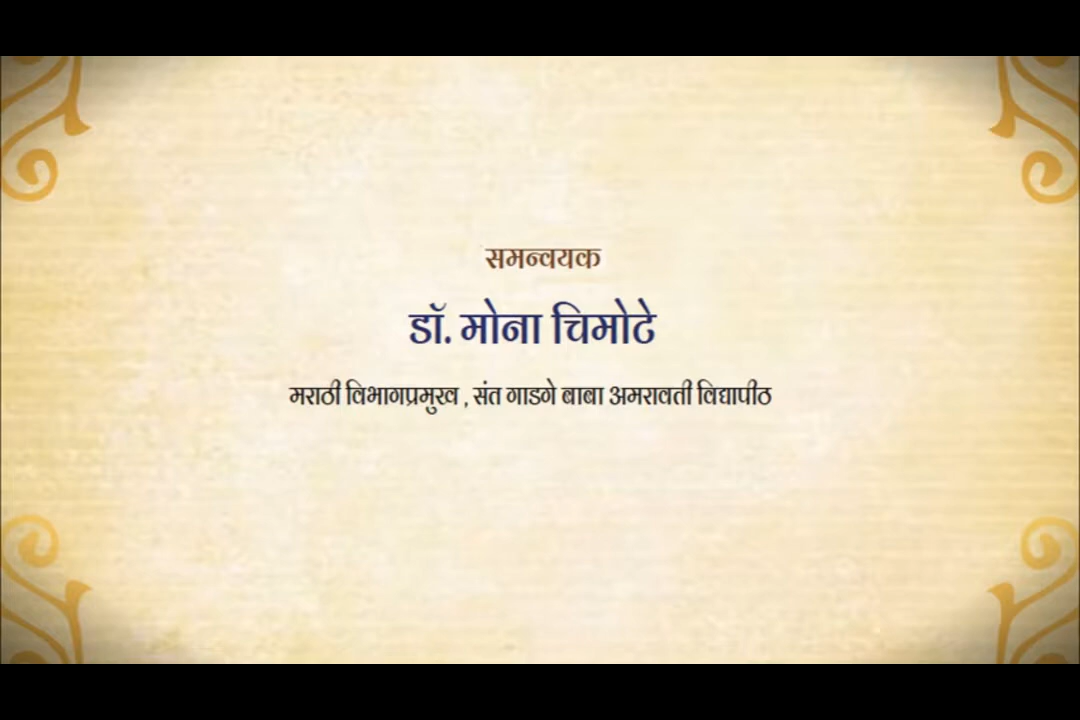 समन्वयक
डॉ. मोना चिमोटे
मराठी विभागप्रमुख , संत गाडगे बाबा अमरावती विद्यापीठ